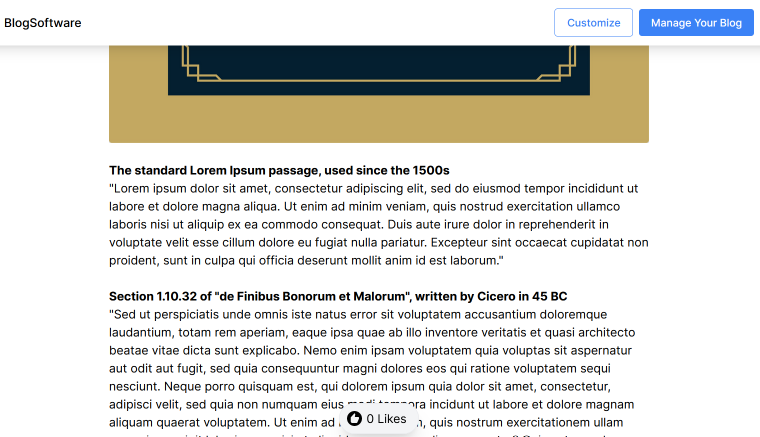 BlogSoftware
Customize
Manage Your Blog
The standard Lorem Ipsum passage, used since the 1500s
"Lorem ipsum dolor sit amet, consectetur adipiscing elit, sed do eiusmod tempor incididunt ut
labore et dolore magna aliqua. Ut enim ad minim veniam, quis nostrud exercitation ullamco
laboris nisi ut aliquip ex ea commodo consequat. Duis aute irure dolor in reprehenderit in
voluptate velit esse cillum dolore eu fugiat nulla pariatur. Excepteur sint occaecat cupidatat non
proident, sunt in culpa qui officia deserunt mollit anim id est laborum."
Section 1.10.32 of "de Finibus Bonorum et Malorum", written by Cicero in 45 BC
"Sed ut perspiciatis unde omnis iste natus error sit voluptatem accusantium doloremque
laudantium, totam rem aperiam, eaque ipsa quae ab illo inventore veritatis et quasi architecto
beatae vitae dicta sunt explicabo. Nemo enim ipsam voluptatem quia voluptas sit aspernatur
aut odit aut fugit, sed quia consequuntur magni dolores eos qui ratione voluptatem sequi
nesciunt. Neque porro quisquam est, qui dolorem ipsum quia dolor sit amet, consectetur,
adipisci velit, sed quia non numquam eius modi tempora incidunt ut labore et dolore magnam
aliquam quaerat voluptatem. Ut enim ad quis nostrum exercitationem ullam
0 Likes